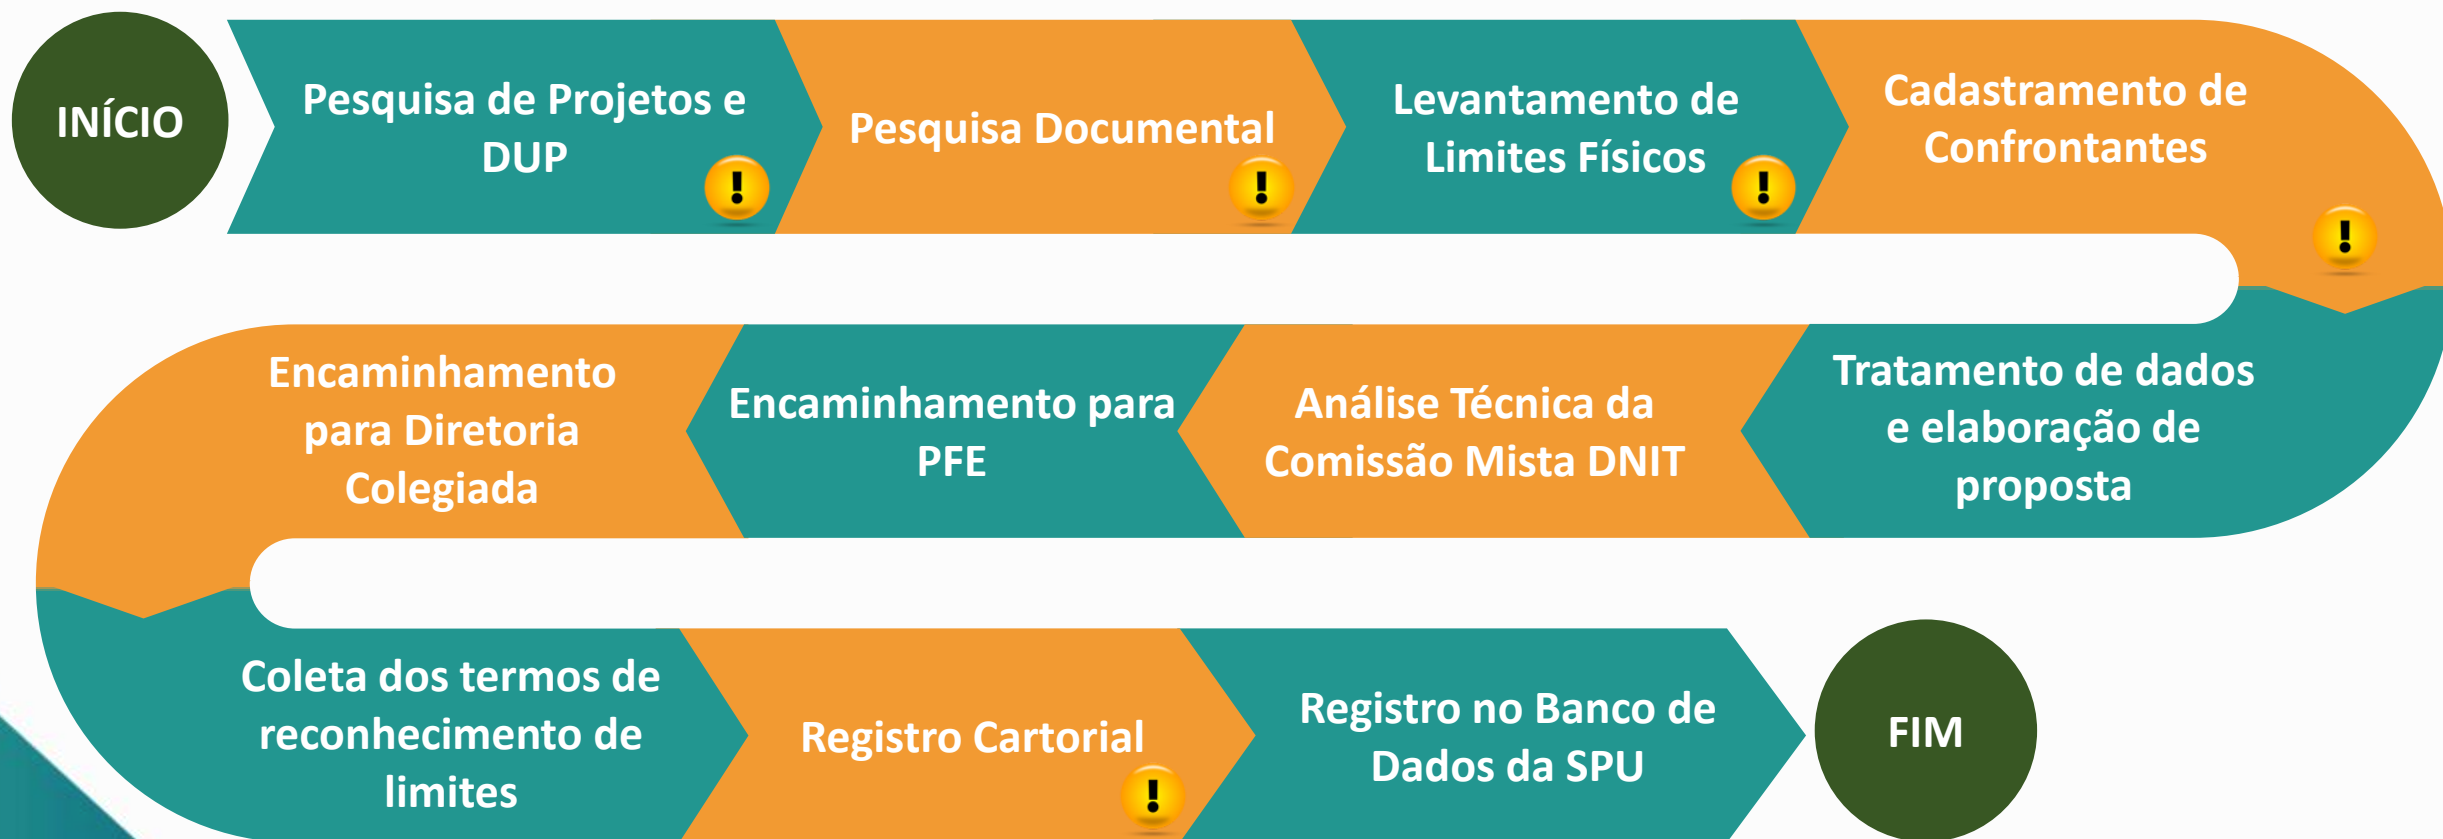 INÍCIO
Pesquisa de Projetos e
DUP
!
Pesquisa Documental
!
Levantamento de
Limites Físicos
!
Cadastramento de
Confrontantes
!
Tratamento de dados
e elaboração de
proposta
Análise Técnica da
Comissão Mista DNIT
Encaminhamento para
PFE
Encaminhamento
para Diretoria
Colegiada
Coleta dos termos de
reconhecimento de
limites
Registro Cartorial
!
Registro no Banco de
Dados da SPU
FIM